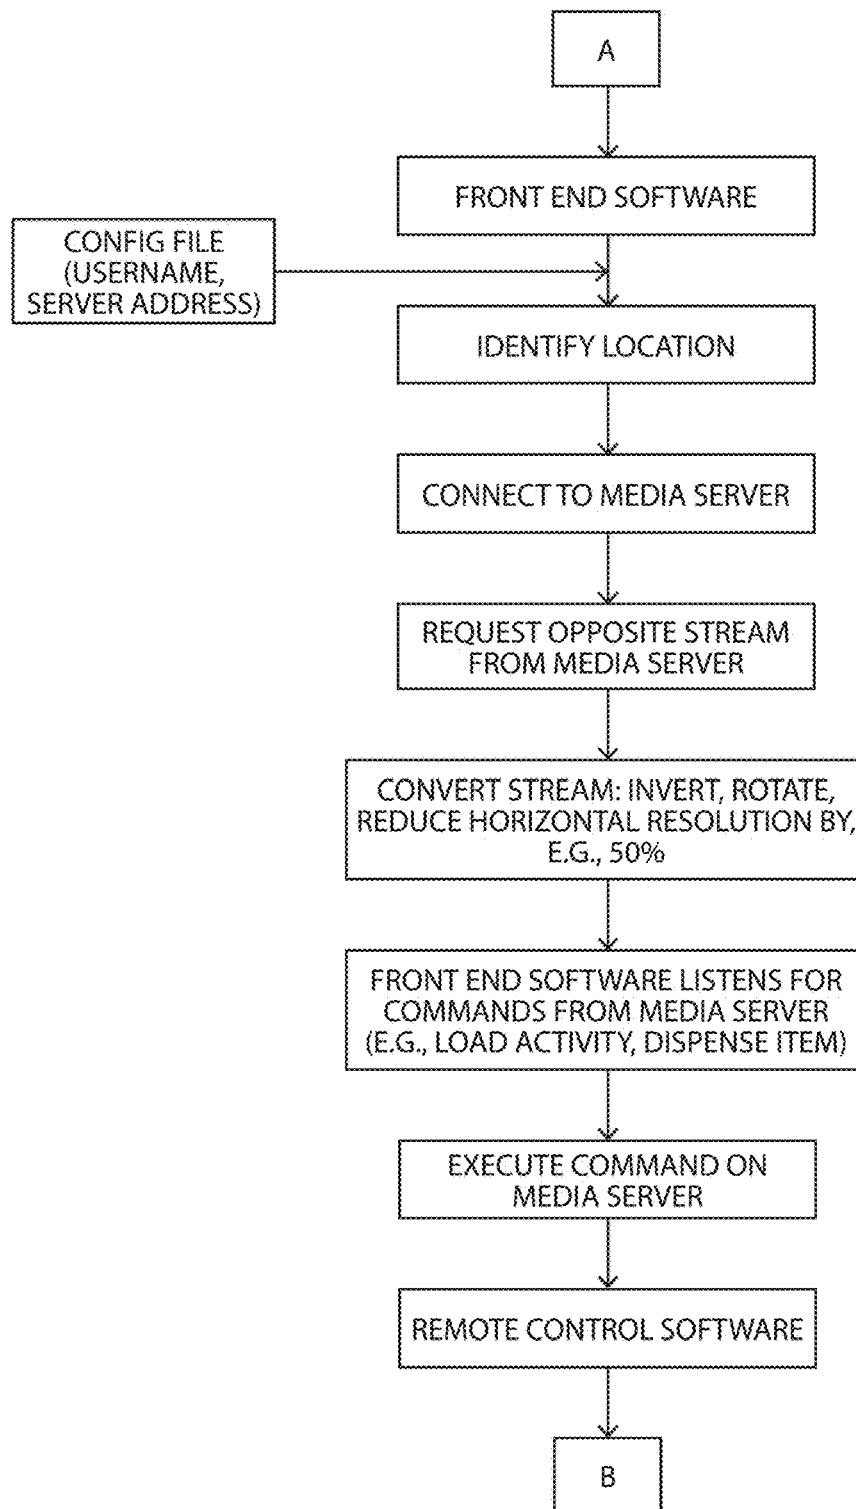 A
FRONT END SOFTWARE
CONFIG FILE
(USERNAME,
SERVER ADDRESS)
IDENTIFY LOCATION
CONNECT TO MEDIA SERVER
REQUEST OPPOSITE STREAM
FROM MEDIA SERVER
CONVERT STREAM: INVERT, ROTATE,
REDUCE HORIZONTAL RESOLUTION BY,
E.G., 50%
FRONT END SOFTWARE LISTENS FOR
COMMANDS FROM MEDIA SERVER
(E.G., LOAD ACTIVITY, DISPENSE ITEM)
EXECUTE COMMAND ON
MEDIA SERVER
REMOTE CONTROL SOFTWARE
B